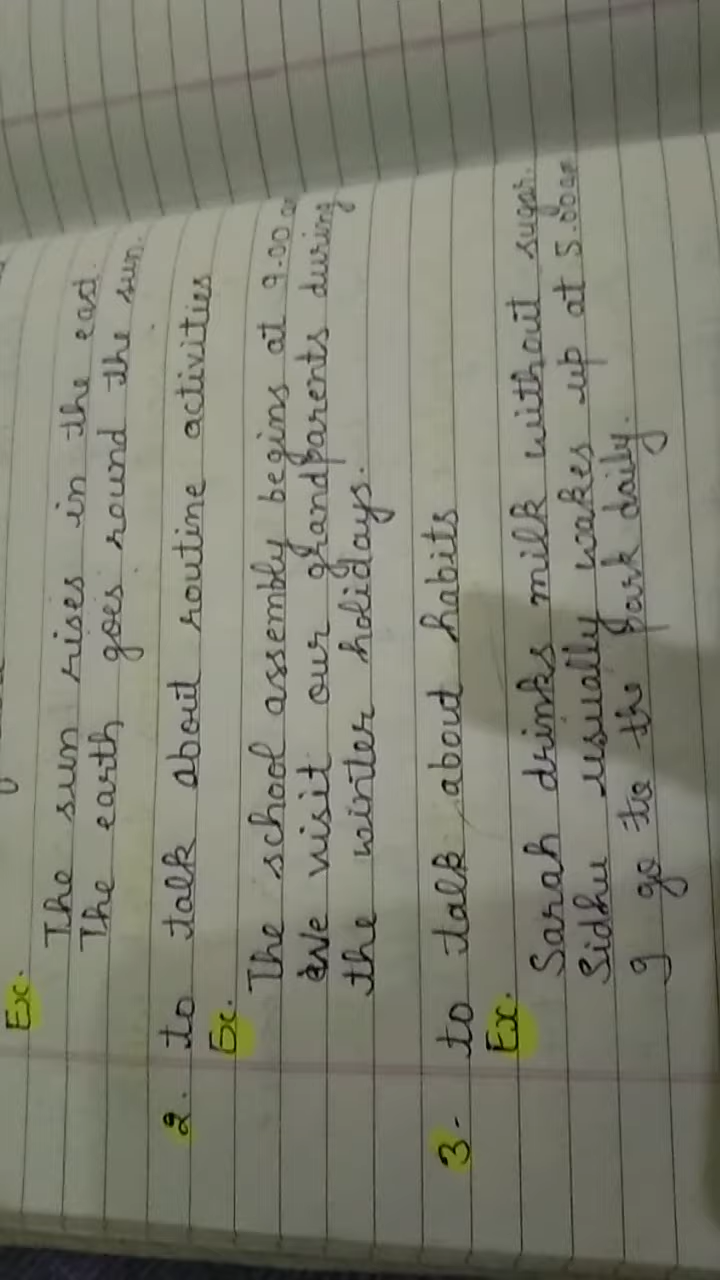 Ex.
The sun rises in the east.
The earth goes round the sun.
2. to talk about routine activities
Ex.
The school assembly begins at 9.00 am
We visit our grandparents during
the winter holidays.
3. to talk about habits
Ex.
Sarah drinks milk without sugar.
Sidhu usually wakes up at 5.00am
I go to the park daily.